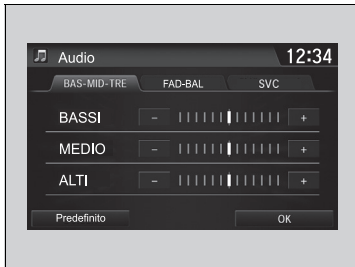 Audio 12:34
BAS-MID-TRE FAD-BAL SVC
BASSI - +
MEDIO - +
ALTI - +
Predefinito OK